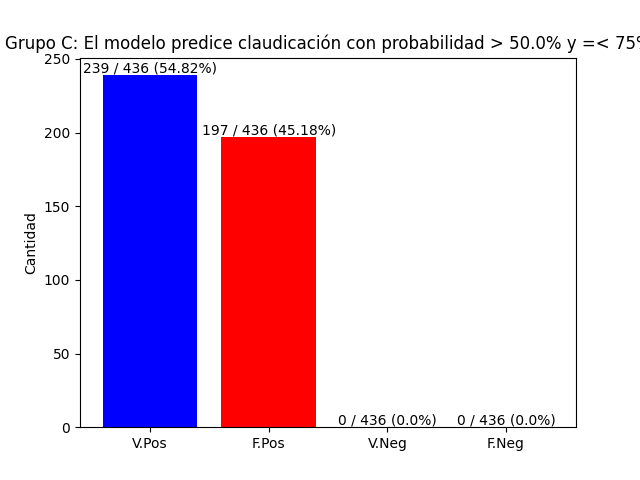 Grupo C: El modelo predice claudicación con probabilidad > 50.0% y =< 75%
250
239 / 436 (54.82%)
200
197 / 436 (45.18%)
150
Cantidad
100
50
0
0 / 436 (0.0%)
0 / 436 (0.0%)
V.Pos
F.Pos
V.Neg
F.Neg